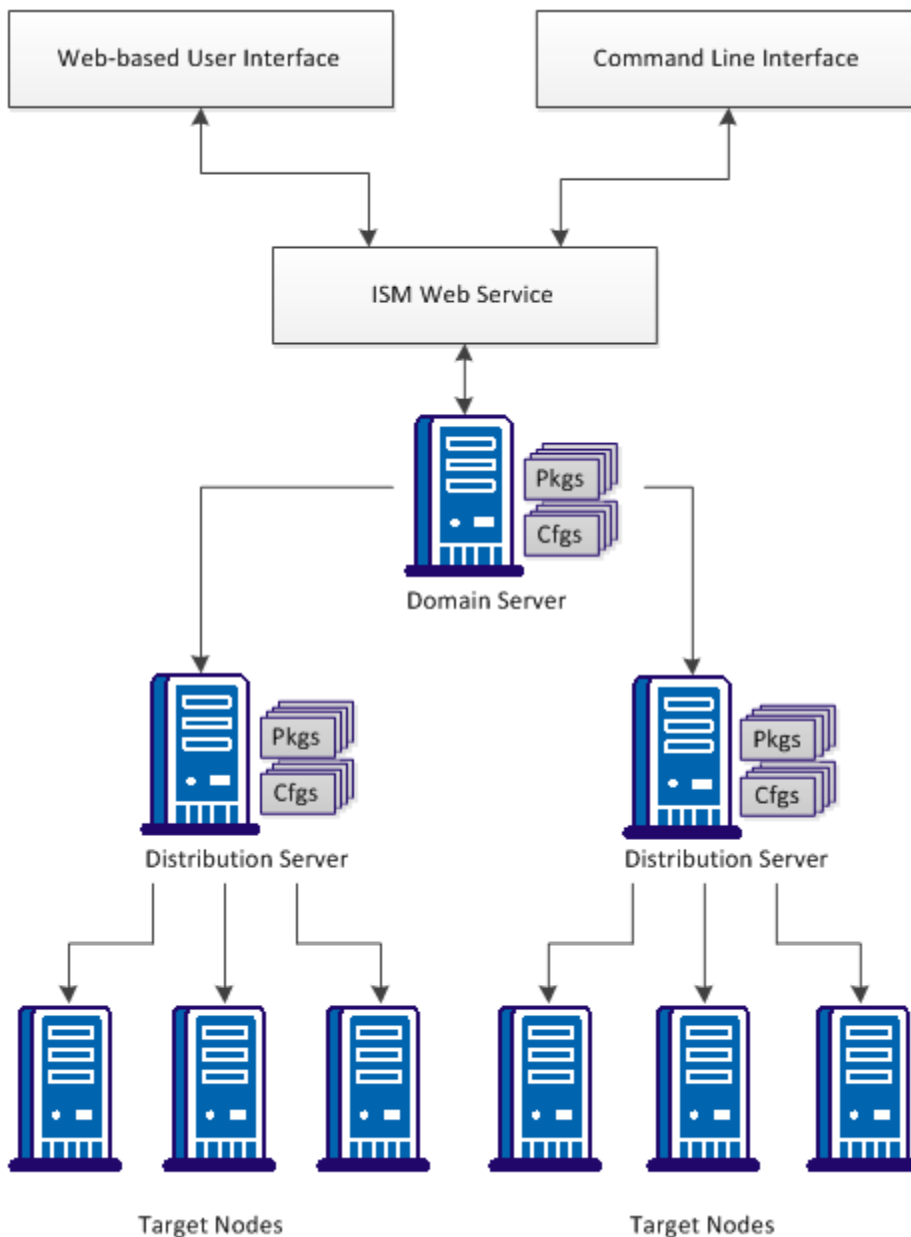 Web-based User Interface
Command Line Interface
ISM Web Service
Pkgs
Cfgs
Domain Server
Pkgs
Cfgs
Distribution Server
Pkgs
Cfgs
Distribution Server
Target Nodes
Target Nodes